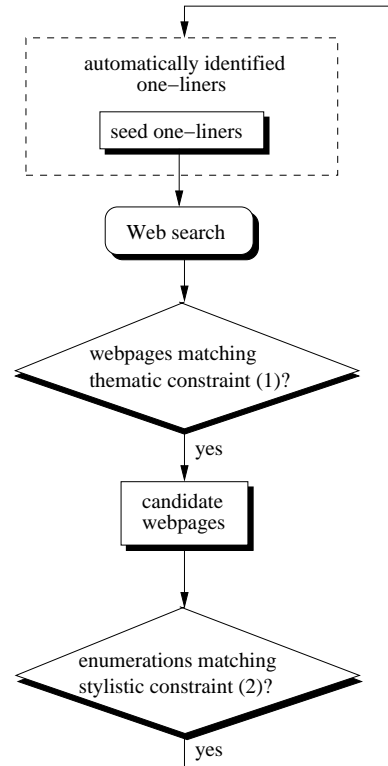 automatically identified
one−liners
seed one−liners
Web search
webpages matching
thematic constraint (1)?
yes
candidate
webpages
enumerations matching
stylistic constraint (2)?
yes